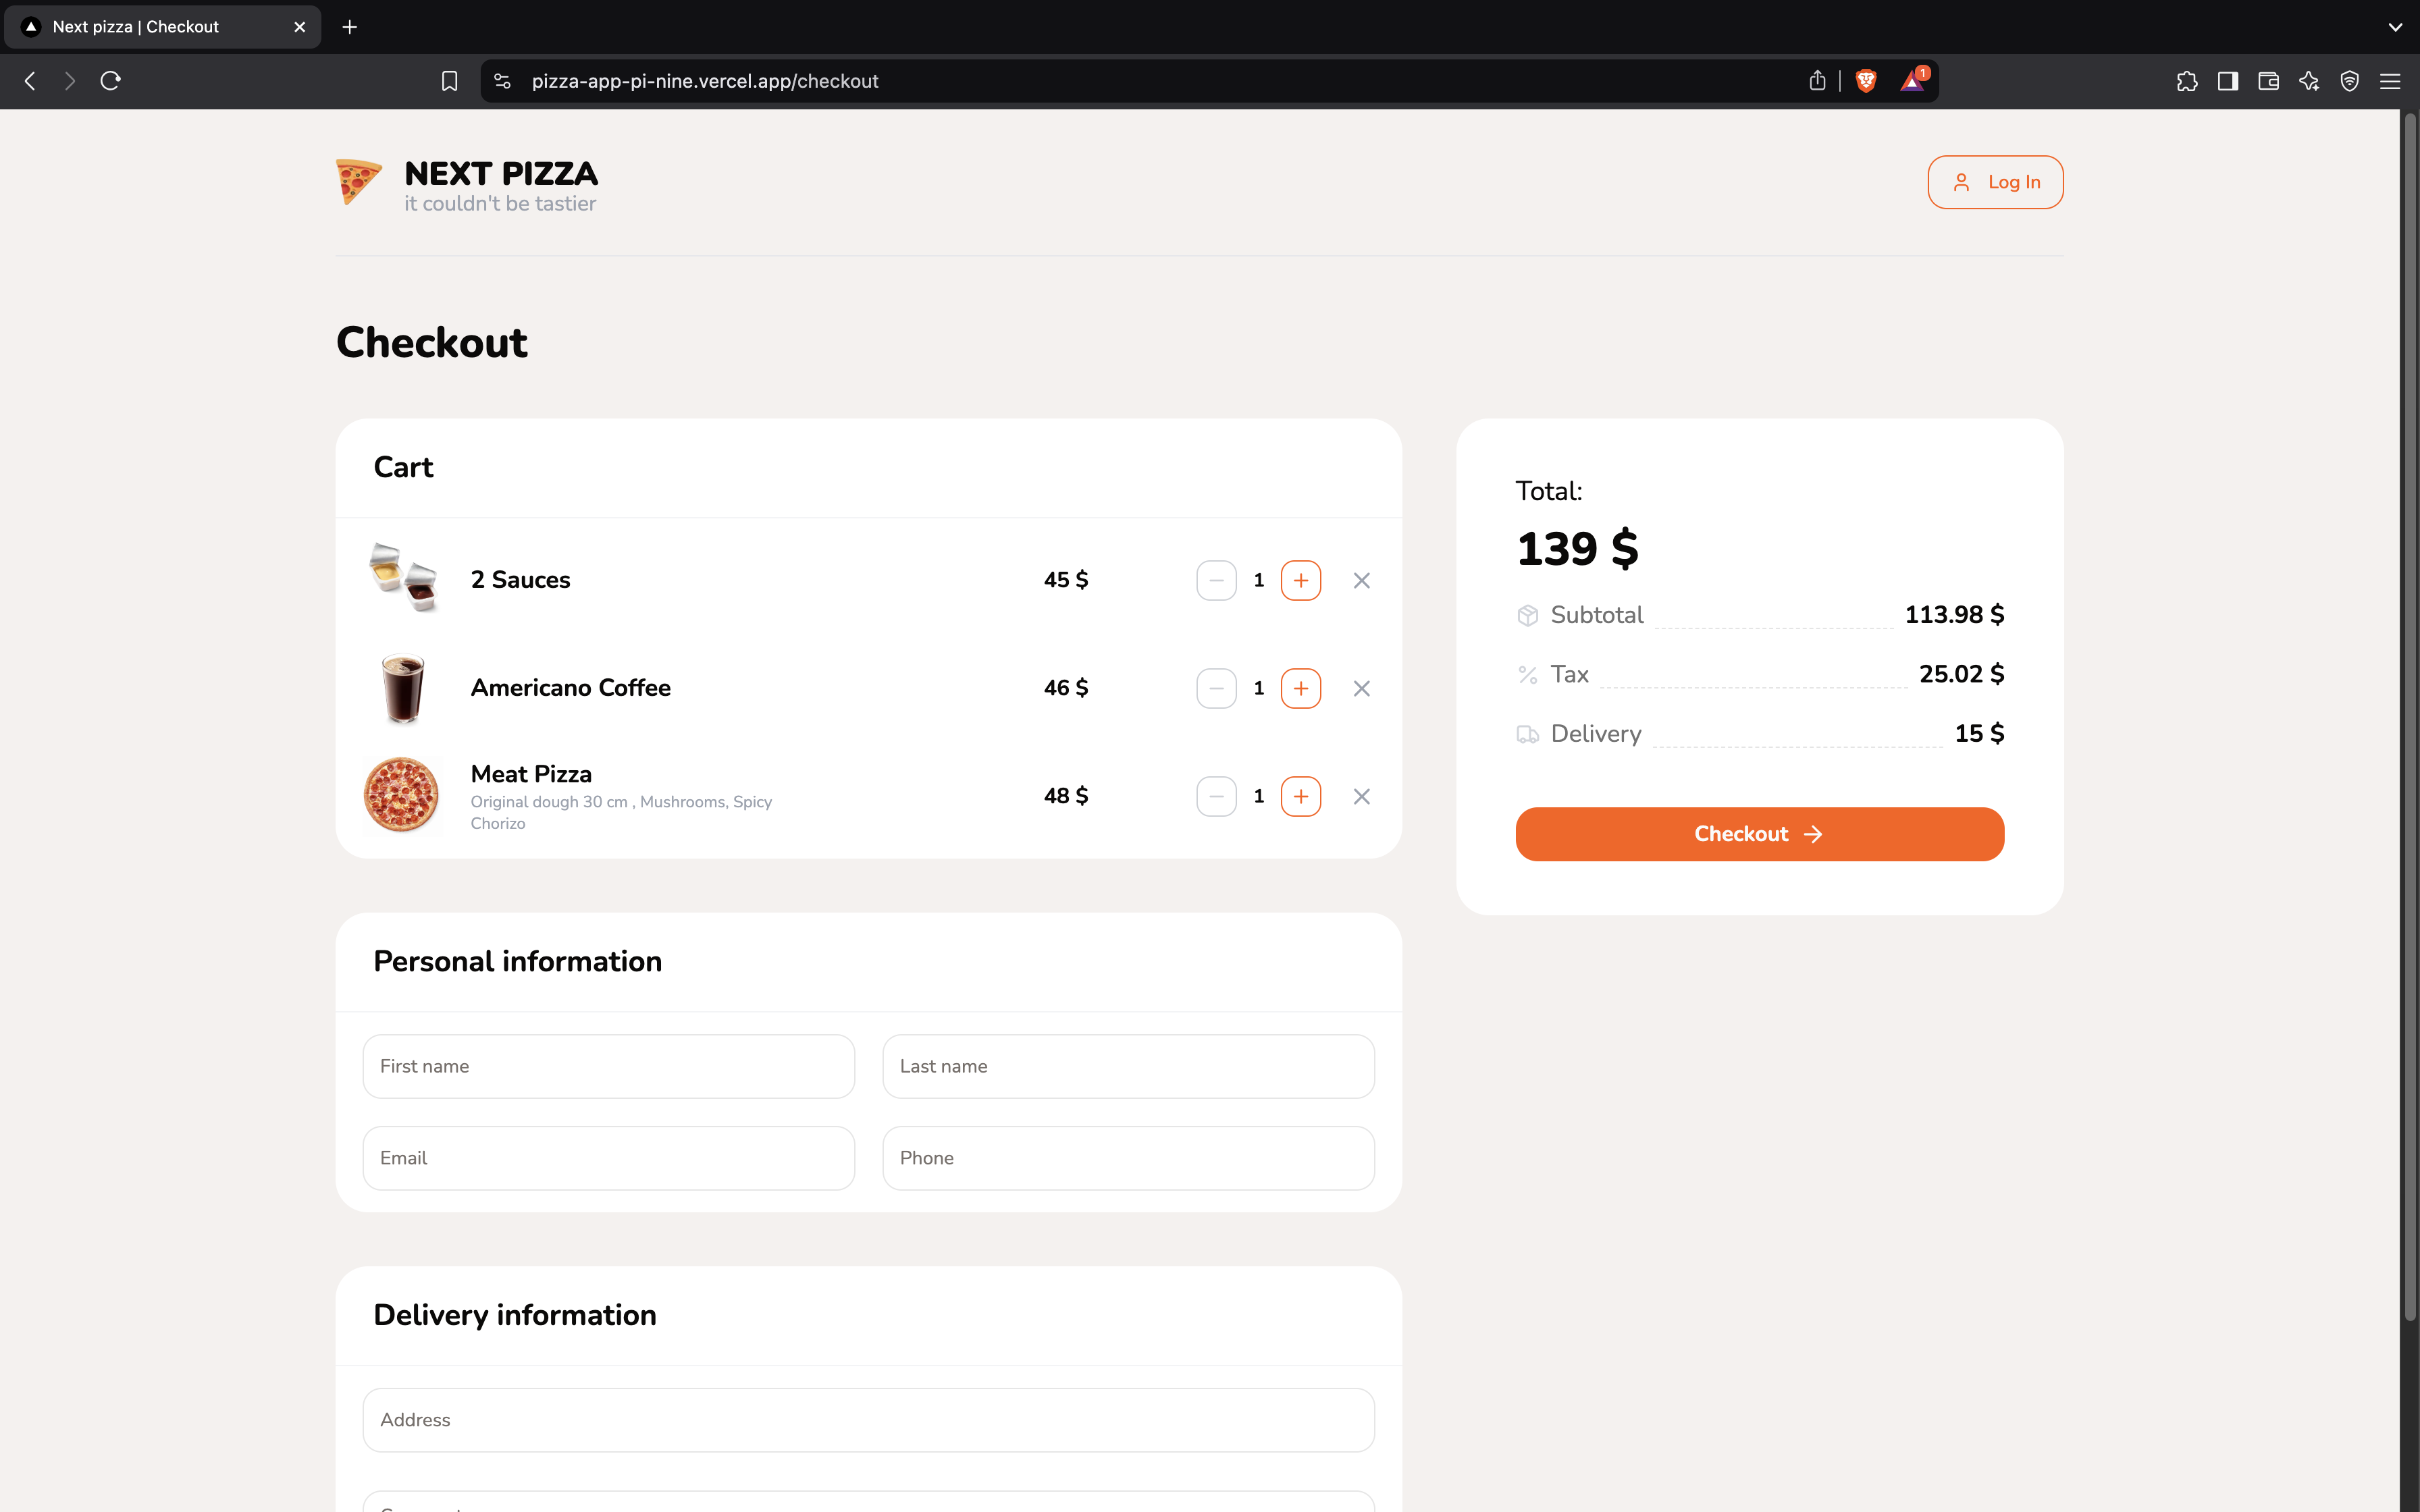 Next pizza | Checkout
pizza-app-pi-nine.vercel.app/checkout
1
NEXT PIZZA
it couldn't be tastier
Log In
Checkout
Cart
2 Sauces
45 $
1
Americano Coffee
46 $
1
Meat Pizza
Original dough 30 cm , Mushrooms, Spicy
Chorizo
48 $
1
Total:
139 $
Subtotal
113.98 $
Tax
25.02 $
Delivery
15 $
Checkout
Personal information
First name
Last name
Email
Phone
Delivery information
Address